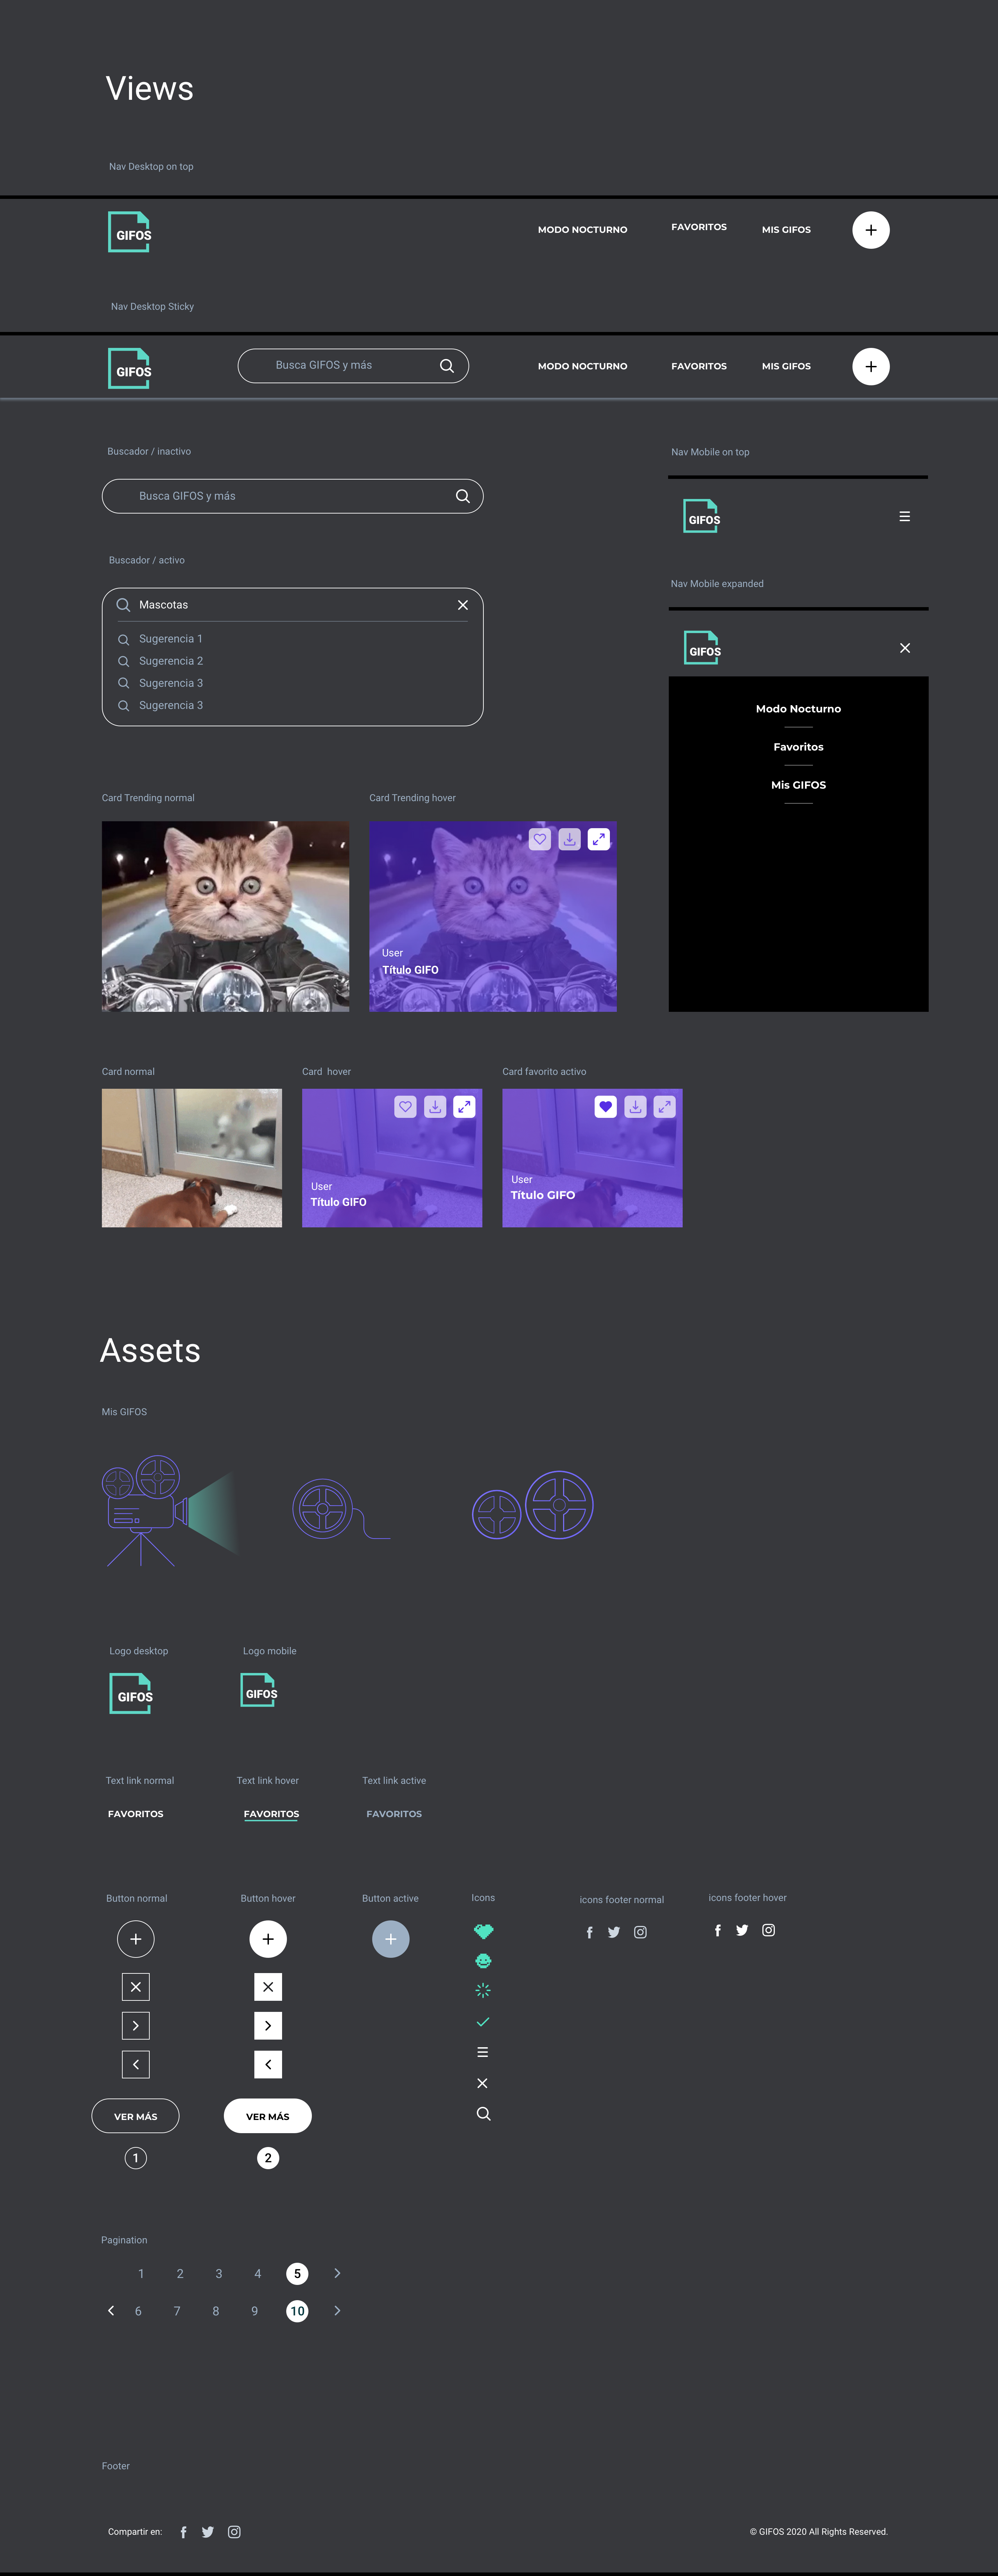 Views
Nav Desktop on top
GIFOS
MODO NOCTURNO
FAVORITOS
MIS GIFOS
Nav Desktop Sticky
GIFOS
Busca GIFOS y más
MODO NOCTURNO
FAVORITOS
MIS GIFOS
Buscador / inactivo
Busca GIFOS y más
Buscador / activo
Mascotas
Sugerencia 1
Sugerencia 2
Sugerencia 3
Sugerencia 3
Nav Mobile on top
GIFOS
Nav Mobile expanded
GIFOS
Modo Nocturno
Favoritos
Mis GIFOS
Card Trending normal
Card Trending hover
User
Título GIFO
Card normal
Card hover
User
Título GIFO
Card favorito activo
User
Título GIFO
Assets
Mis GIFOS
Logo desktop
GIFOS
Logo mobile
GIFOS
Text link normal
FAVORITOS
Text link hover
FAVORITOS
Text link active
FAVORITOS
Button normal
VER MÁS
1
Button hover
VER MÁS
2
Button active
Icons
icons footer normal
icons footer hover
Pagination
1 2 3 4 5
6 7 8 9 10
Footer
Compartir en:
© GIFOS 2020 All Rights Reserved.